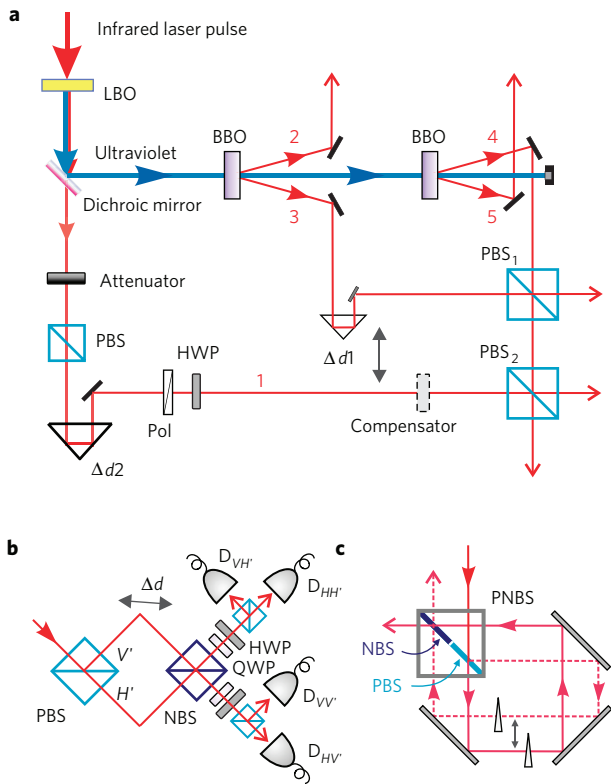 a
Infrared laser pulse
LBO
Ultraviolet
BBO
2
3
BBO
4
5
Dichroic mirror
PBS1
Attenuator
PBS
HWP
Δd1
1
PBS2
Pol
Compensator
Δd2
b
Δd
DVH'
DHH'
HWP
QWP
V'
H'
PBS
NBS
DVV'
DHV'
c
PNBS
NBS
PBS